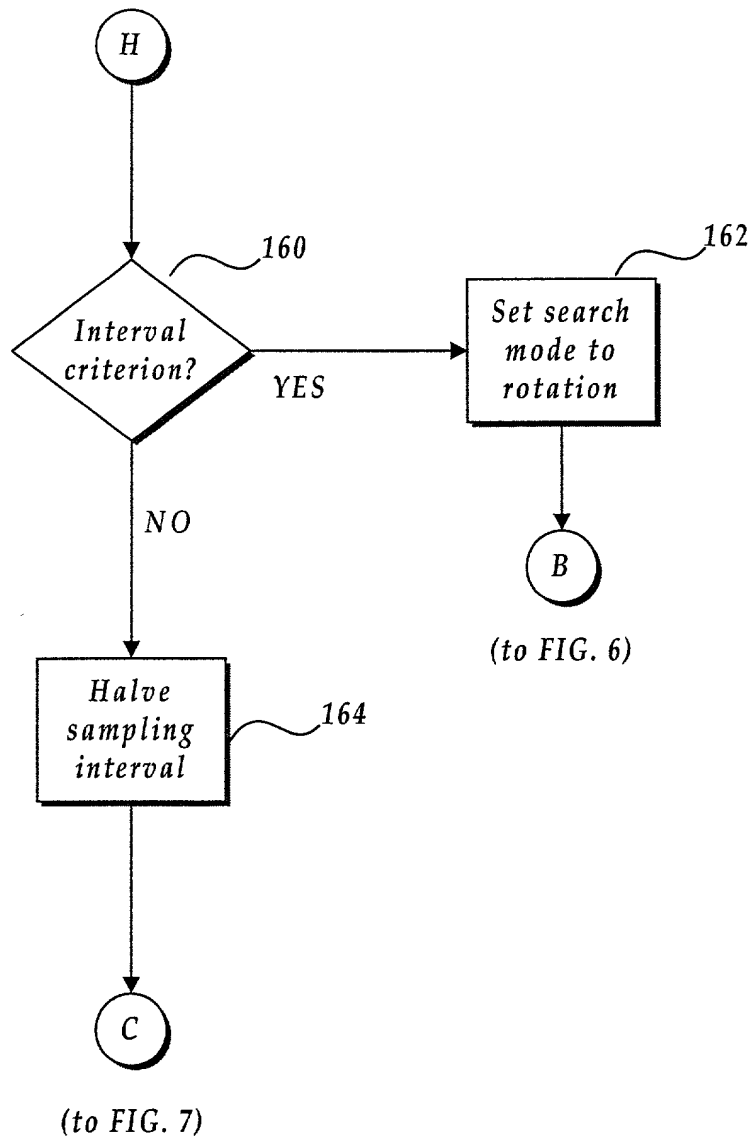 H
160
Interval
criterion?
YES
162
Set search
mode to
rotation
B
(to FIG. 6)
NO
Halve
sampling
interval
164
C
(to FIG. 7)